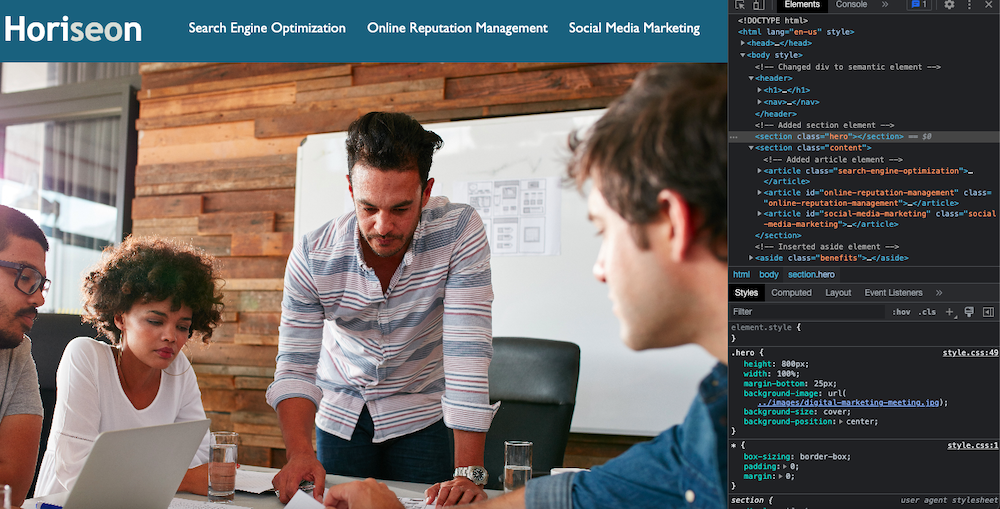 Horiseon
Search Engine Optimization
Online Reputation Management
Social Media Marketing
Elements
Console
»
1
<!DOCTYPE html>
<html lang="en-us" style>
▶<head>…</head>
▼<body style>
<!-- Changed div to semantic element -->
▼<header>
▶<h1>…</h1>
▶<nav>…</nav>
</header>
<!-- Added section element -->
<section class="hero"></section> == $0
▼<section class="content">
<!-- Added article element -->
▶<article class="search-engine-optimization">…
</article>
▶<article id="online-reputation-management" class=
"online-reputation-management">…</article>
▶<article id="social-media-marketing" class="social
-media-marketing">…</article>
</section>
<!-- Inserted aside element -->
▶<aside class="benefits">…</aside>
html body section.hero
Styles Computed Layout Event Listeners »
Filter :hov .cls +
element.style {
}
.hero { style.css:49
height: 800px;
width: 100%;
margin-bottom: 25px;
background-image: url(
../images/digital-marketing-meeting.jpg);
background-size: cover;
background-position:▶ center;
}
* { style.css:1
box-sizing: border-box;
padding:▶ 0;
margin:▶ 0;
}
section { user agent stylesheet